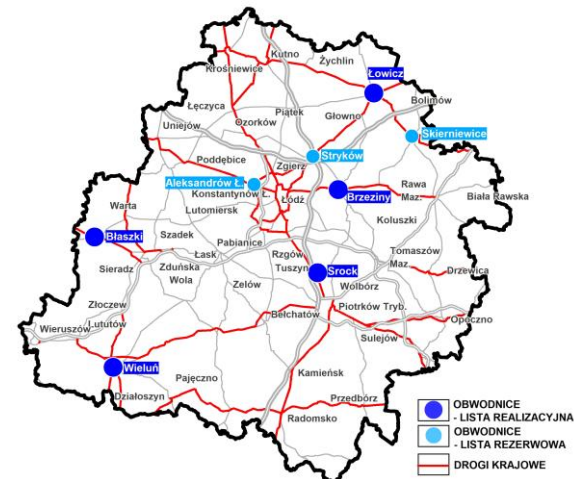 Kutno
Żychlin
Krośniewice
Łowicz
Łęczyca
Piątek
Bolimów
Uniejów
Ozorków
Głowno
Skierniewice
Stryków
Poddębice
Zgierz
Aleksandrów Ł.
Konstantynów Ł.
Łódź
Brzeziny
Rawa
Maz.
Biała Rawska
Warta
Lutomiersk
Koluszki
Błaszki
Szadek
Pabianice
Sieradz
Łask
Rzgów
Tuszyn
Srock
Tomaszów
Maz
Zduńska
Wola
Drzewica
Złoczew
Zelów
Wolbórz
Wieruszów
Lututów
Bełchatów
Piotrków Tryb.
Opoczno
Sulejów
Wieluń
Pajęczno
Kamieńsk
Działoszyn
Radomsko
Przedbórz
OBWODNICE
- LISTA REALIZACYJNA
OBWODNICE
- LISTA REZERWOWA
DROGI KRAJOWE